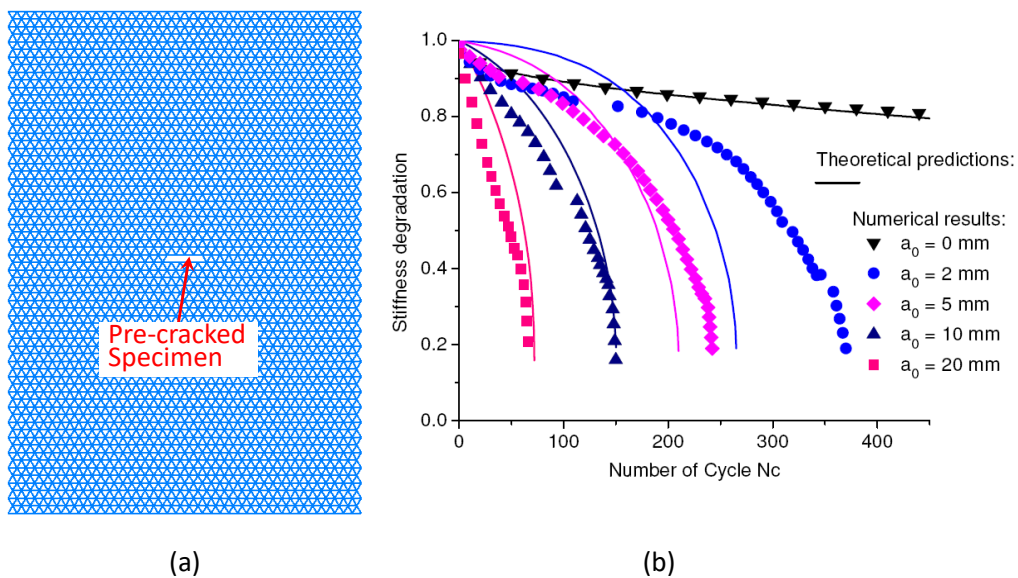 Pre-cracked
Specimen
(a)
Stiffness degradation
1.0
0.8
0.6
0.4
0.2
0.0
0 100 200 300 400
Number of Cycle Nc
Theoretical predictions:
Numerical results:
a0 = 0 mm
a0 = 2 mm
a0 = 5 mm
a0 = 10 mm
a0 = 20 mm
(b)